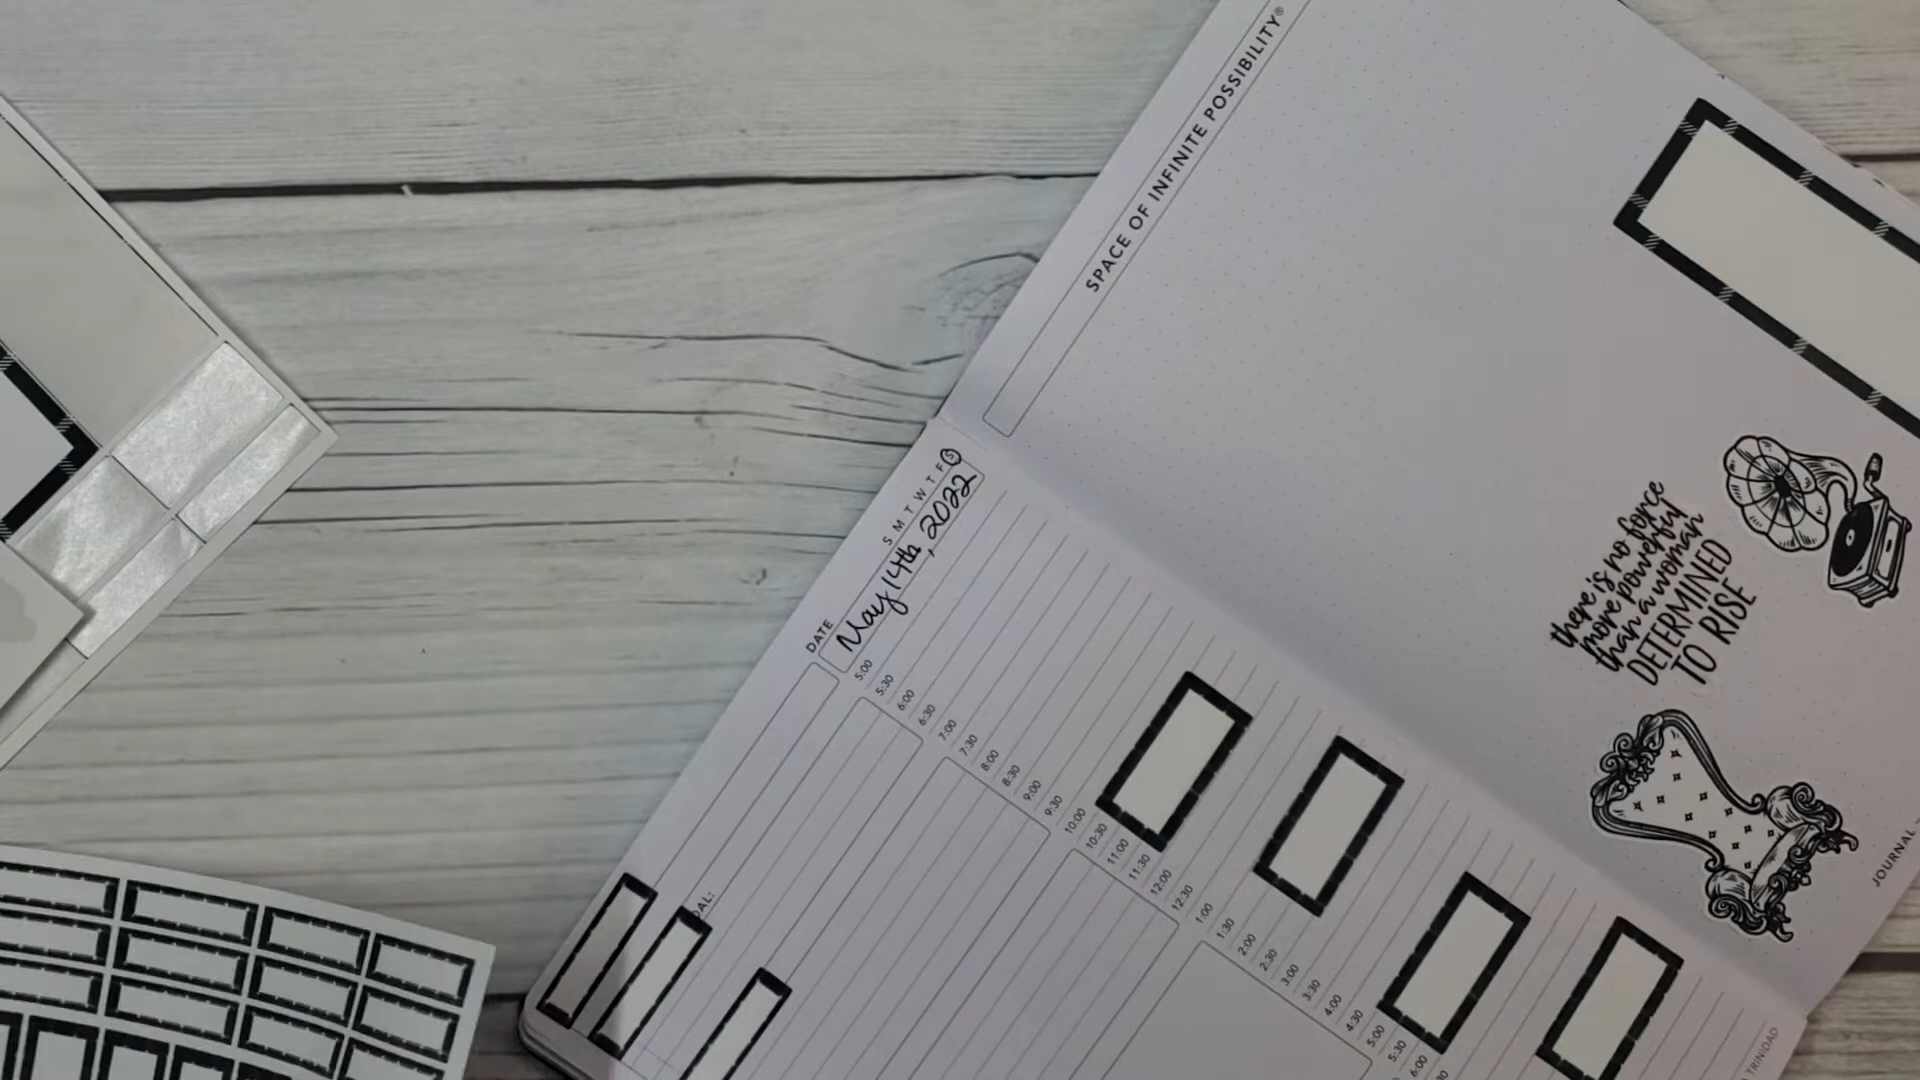 SPACE OF INFINITE POSSIBILITY®
there is no force
more powerful
than a woman
DETERMINED
TO RISE
JOURNAL
TRINIDAD
S M T W T F S
DATE
May 14th, 2022
5:00
5:30
6:00
6:30
7:00
7:30
8:00
8:30
9:00
9:30
10:00
10:30
11:00
11:30
12:00
12:30
1:00
1:30
2:00
2:30
3:00
3:30
4:00
4:30
5:00
5:30
6:00